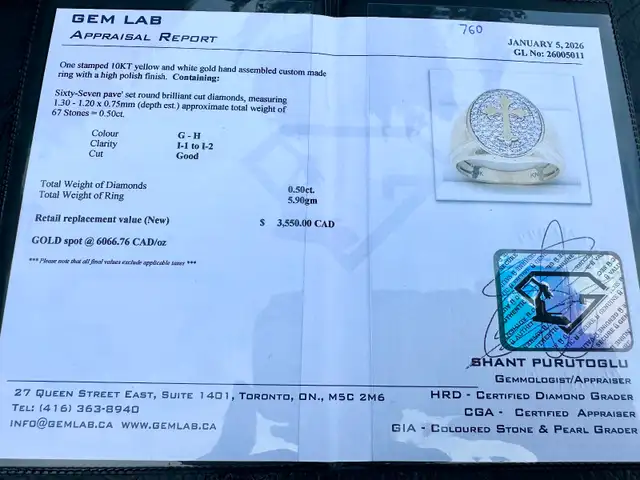 GEM LAB
APPRAISAL REPORT
760
JANUARY 5, 2026
GL No: 26005011
One stamped 10KT yellow and white gold hand assembled custom made
ring with a high polish finish. Containing:
Sixty-Seven pave' set round brilliant cut diamonds, measuring
1.30 - 1.20 x 0.75mm (depth est.) approximate total weight of
67 Stones = 0.50ct.
Colour G - H
Clarity I-1 to I-2
Cut Good
Total Weight of Diamonds 0.50ct.
Total Weight of Ring 5.90gm
Retail replacement value (New) $ 3,550.00 CAD
GOLD spot @ 6066.76 CAD/oz
*** Please note that all final values exclude applicable taxes ***
SHANT PURUTOGLU
GEMMOLOGIST/APPRAISER
HRD - CERTIFIED DIAMOND GRADER
CGA - CERTIFIED APPRAISER
GIA - COLOURED STONE & PEARL GRADER
27 QUEEN STREET EAST, SUITE 1401, TORONTO, ON., M5C 2M6
TEL: (416) 363-8940
INFO@GEMLAB.CA WWW.GEMLAB.CA